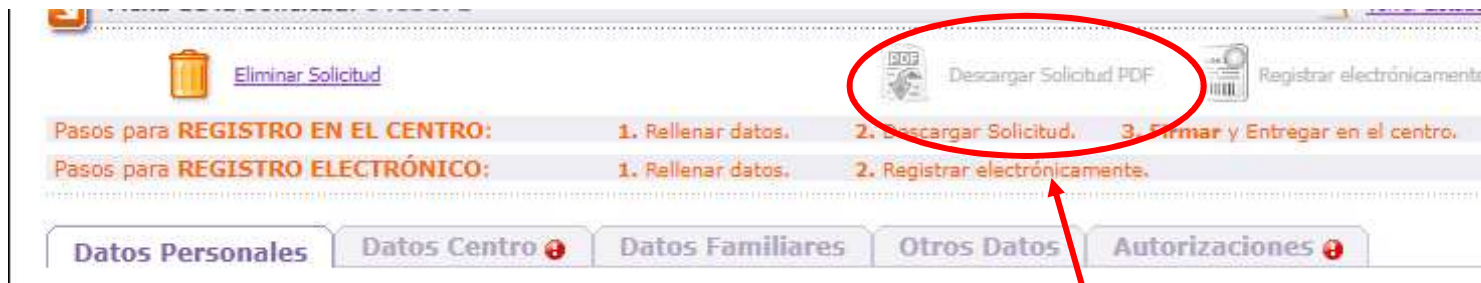 Eliminar Solicitud
PDF
Descargar Solicitud PDF
Registrar electrónicamente
Pasos para REGISTRO EN EL CENTRO: 1. Rellenar datos. 2. Descargar Solicitud. 3. Firmar y Entregar en el centro.
Pasos para REGISTRO ELECTRÓNICO: 1. Rellenar datos. 2. Registrar electrónicamente.
Datos Personales Datos Centro Datos Familiares Otros Datos Autorizaciones